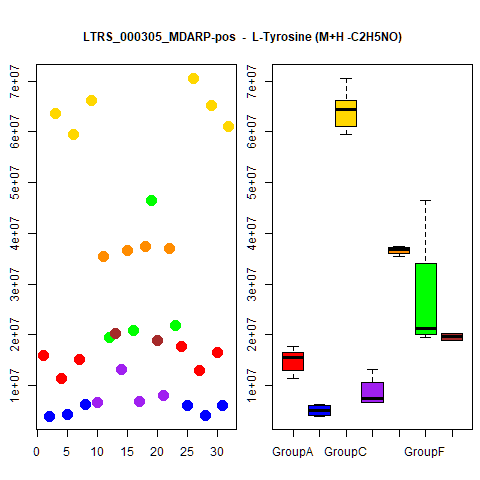 LTRS_000305_MDARP-pos - L-Tyrosine (M+H -C2H5NO)
7e+07
6e+07
5e+07
4e+07
3e+07
2e+07
1e+07
0 5 10 15 20 25 30
7e+07
6e+07
5e+07
4e+07
3e+07
2e+07
1e+07
GroupA GroupC GroupF